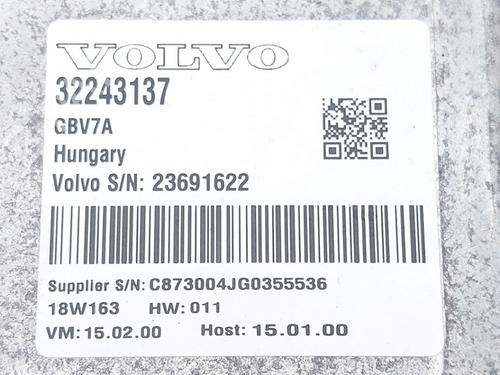 VOLVO
32243137
GBV7A
Hungary
Volvo S/N: 23691622
Supplier S/N: C873004JG0355536
18W163 HW: 011
VM: 15.02.00 Host: 15.01.00